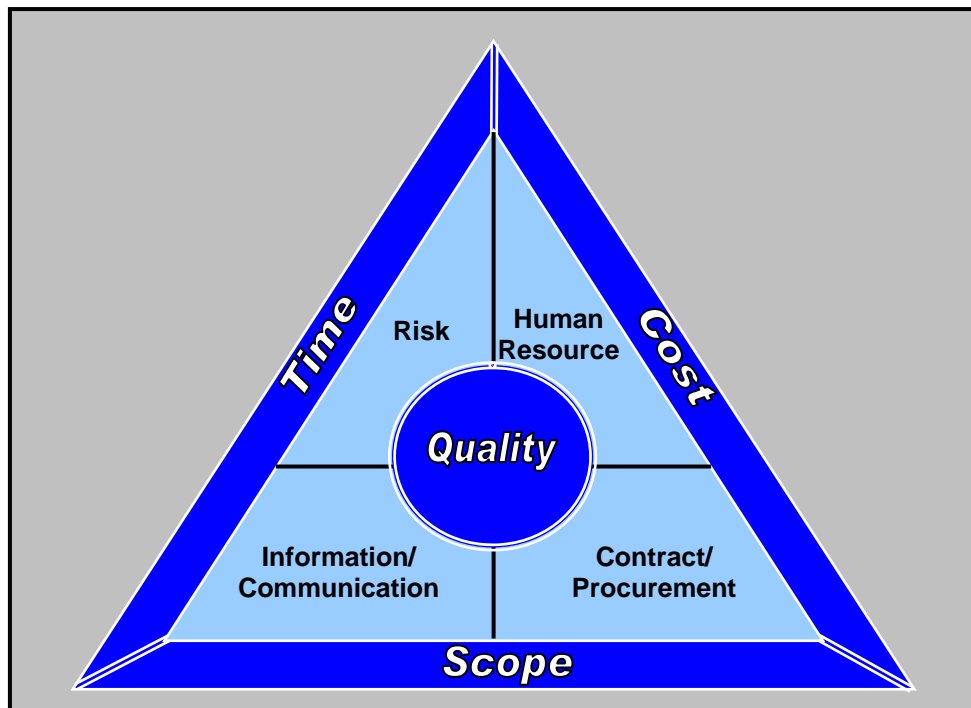 Time
Cost
Risk
Human
Resource
Quality
Information/
Communication
Contract/
Procurement
Scope